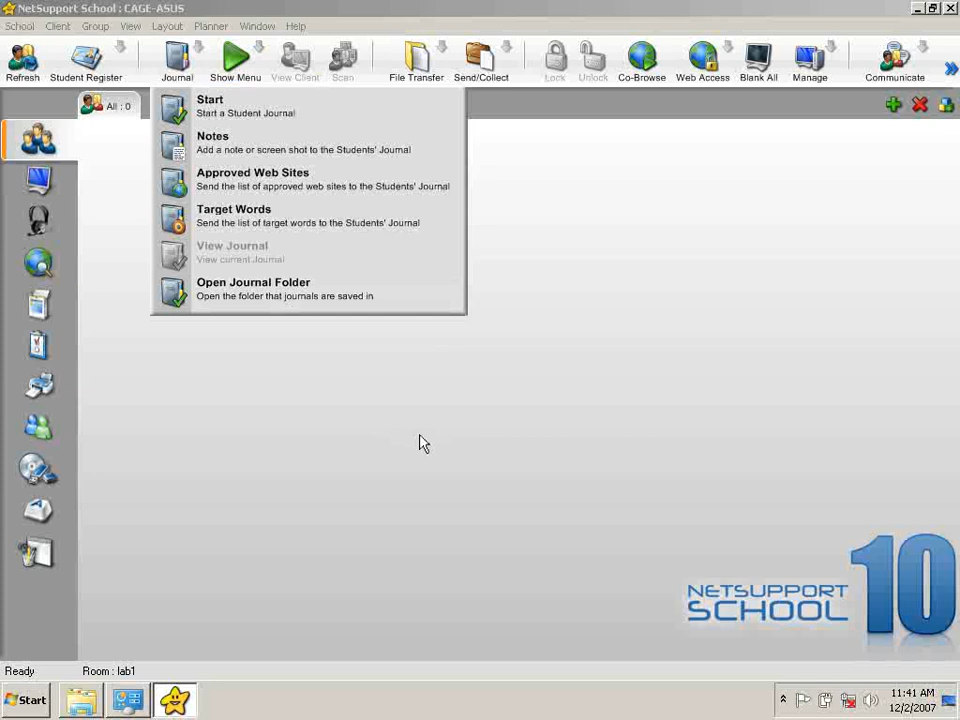 NetSupport School : CAGE-ASUS
School Client Group View Layout Planner Window Help
Refresh Student Register Journal Show Menu View Client Scan File Transfer Send/Collect Lock Unlock Co-Browse Web Access Blank All Manage Communicate
All : 0
Start
Start a Student Journal
Notes
Add a note or screen shot to the Students' Journal
Approved Web Sites
Send the list of approved web sites to the Students' Journal
Target Words
Send the list of target words to the Students' Journal
View Journal
View current Journal
Open Journal Folder
Open the folder that journals are saved in
NETSUPPORT
SCHOOL
10
Ready Room : lab1
Start
11:41 AM
12/2/2007